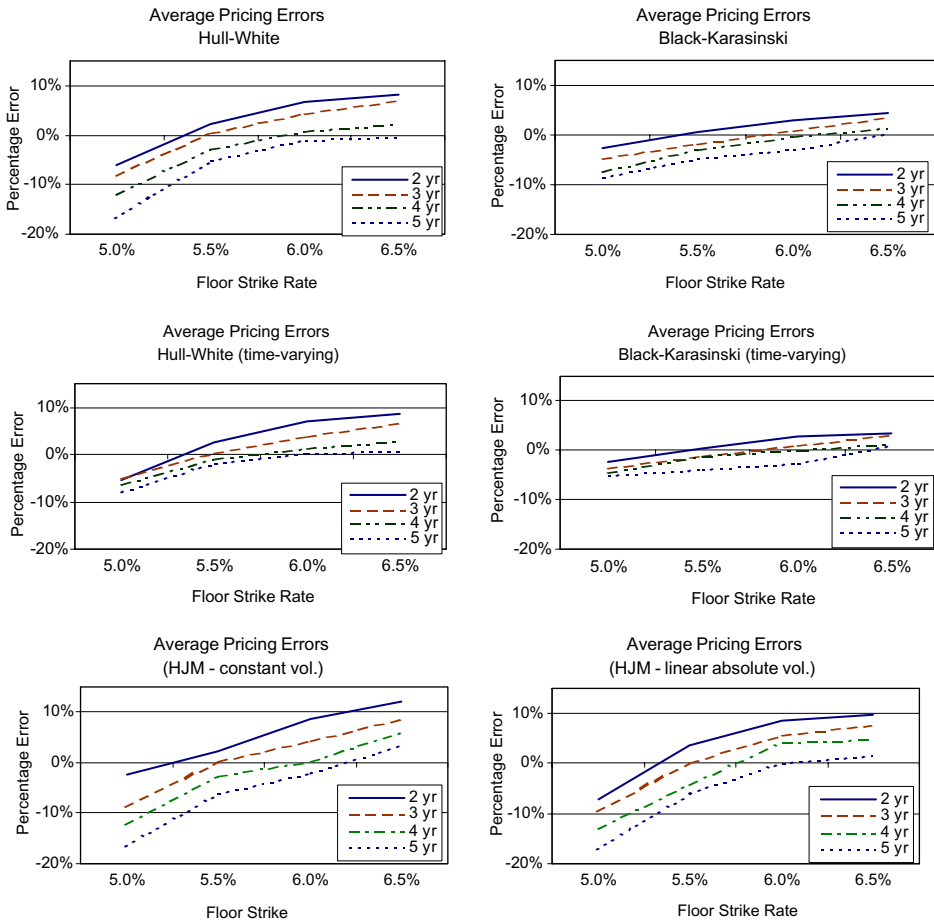 Average Pricing Errors
Hull-White
Percentage Error
10%
0%
-10%
-20%
2 yr
3 yr
4 yr
5 yr
5.0% 5.5% 6.0% 6.5%
Floor Strike Rate
Average Pricing Errors
Black-Karasinski
Percentage Error
10%
0%
-10%
-20%
2 yr
3 yr
4 yr
5 yr
5.0% 5.5% 6.0% 6.5%
Floor Strike Rate
Average Pricing Errors
Hull-White (time-varying)
Percentage Error
10%
0%
-10%
-20%
2 yr
3 yr
4 yr
5 yr
5.0% 5.5% 6.0% 6.5%
Floor Strike Rate
Average Pricing Errors
Black-Karasinski (time-varying)
Percentage Error
10%
0%
-10%
-20%
2 yr
3 yr
4 yr
5 yr
5.0% 5.5% 6.0% 6.5%
Floor Strike Rate
Average Pricing Errors
(HJM - constant vol.)
Percentage Error
10%
0%
-10%
-20%
2 yr
3 yr
4 yr
5 yr
5.0% 5.5% 6.0% 6.5%
Floor Strike
Average Pricing Errors
(HJM - linear absolute vol.)
Percentage Error
10%
0%
-10%
-20%
2 yr
3 yr
4 yr
5 yr
5.0% 5.5% 6.0% 6.5%
Floor Strike Rate